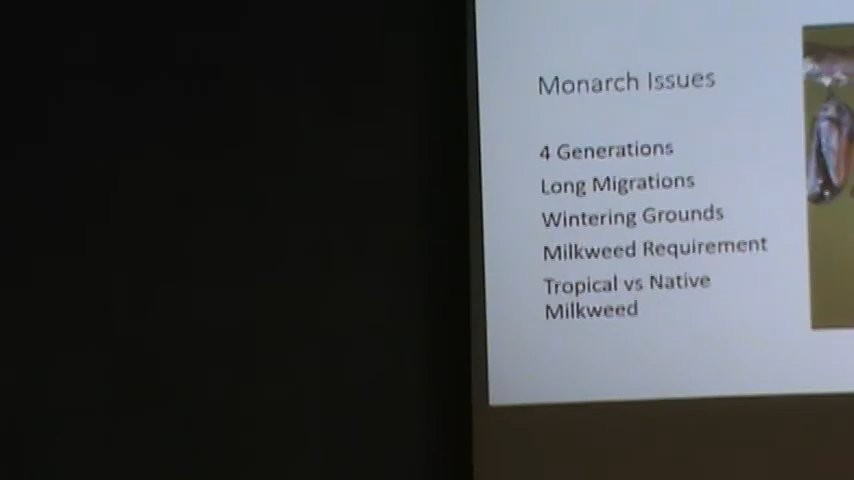 Monarch Issues
4 Generations
Long Migrations
Wintering Grounds
Milkweed Requirement
Tropical vs Native
Milkweed